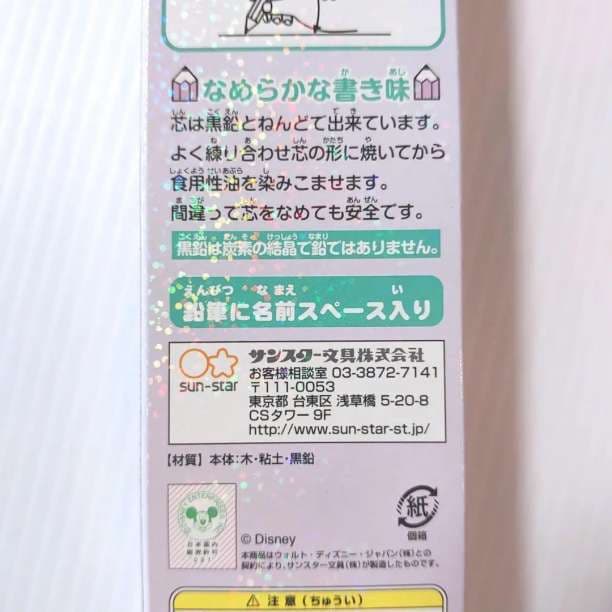 なめらかな書き味
芯は黒鉛とねんどで出来ています。
よく練り合わせ芯の形に焼いてから
食用性油を染みこませます。
間違って芯をなめても安全です。
黒鉛は炭素の結晶で鉛ではありません。
鉛筆に名前スペース入り
サンスター文具株式会社
sun-star
お客様相談室 03-3872-7141
〒111-0053
東京都 台東区 浅草橋 5-20-8
CSタワー 9F
http://www.sun-star-st.jp/
【材質】本体:木・粘土・黒鉛
紙
個箱
© Disney
本商品はウォルト・ディズニー・ジャパン(株)との
契約により、サンスター文具(株)が製造したものです。
⚠ 注意(ちゅうい)